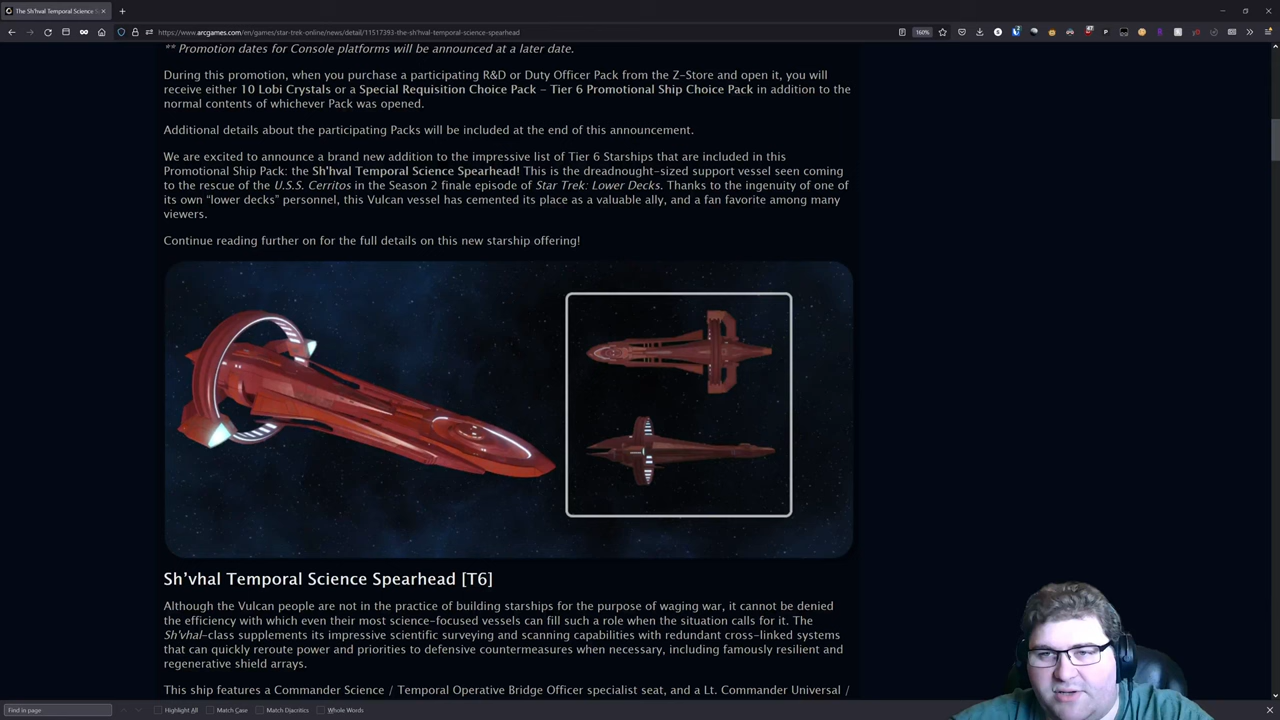 The Sh'hval Temporal Science S
https://www.arcgames.com/en/games/star-trek-online/news/detail/11517393-the-sh'hval-temporal-science-spearhead
160%
** Promotion dates for Console platforms will be announced at a later date.
During this promotion, when you purchase a participating R&D or Duty Officer Pack from the Z-Store and open it, you will
receive either 10 Lobi Crystals or a Special Requisition Choice Pack – Tier 6 Promotional Ship Choice Pack in addition to the
normal contents of whichever Pack was opened.
Additional details about the participating Packs will be included at the end of this announcement.
We are excited to announce a brand new addition to the impressive list of Tier 6 Starships that are included in this
Promotional Ship Pack: the Sh'hval Temporal Science Spearhead! This is the dreadnought-sized support vessel seen coming
to the rescue of the U.S.S. Cerritos in the Season 2 finale episode of Star Trek: Lower Decks. Thanks to the ingenuity of one of
its own “lower decks” personnel, this Vulcan vessel has cemented its place as a valuable ally, and a fan favorite among many
viewers.
Continue reading further on for the full details on this new starship offering!
Sh’vhal Temporal Science Spearhead [T6]
Although the Vulcan people are not in the practice of building starships for the purpose of waging war, it cannot be denied
the efficiency with which even their most science-focused vessels can fill such a role when the situation calls for it. The
Sh’vhal-class supplements its impressive scientific surveying and scanning capabilities with redundant cross-linked systems
that can quickly reroute power and priorities to defensive countermeasures when necessary, including famously resilient and
regenerative shield arrays.
This ship features a Commander Science / Temporal Operative Bridge Officer specialist seat, and a Lt. Commander Universal /
Find in page
Highlight All
Match Case
Match Diacritics
Whole Words